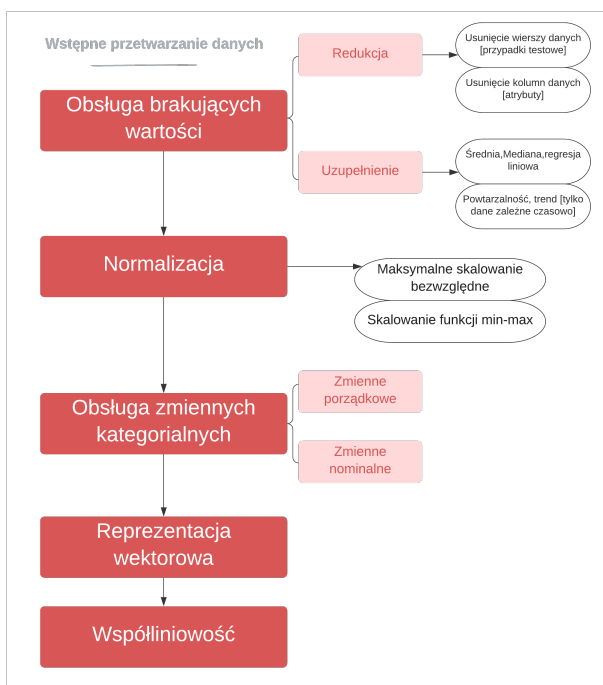 Wstępne przetwarzanie danych
Obsługa brakujących
wartości
Redukcja
Usunięcie wierszy danych
[przypadki testowe]
Usunięcie kolumn danych
[atrybuty]
Uzupełnienie
Średnia,Mediana,regresja
liniowa
Powtarzalność, trend [tylko
dane zależne czasowo]
Normalizacja
Maksymalne skalowanie
bezwzględne
Skalowanie funkcji min-max
Obsługa zmiennych
kategorialnych
Zmienne
porządkowe
Zmienne
nominalne
Reprezentacja
wektorowa
Współliniowość